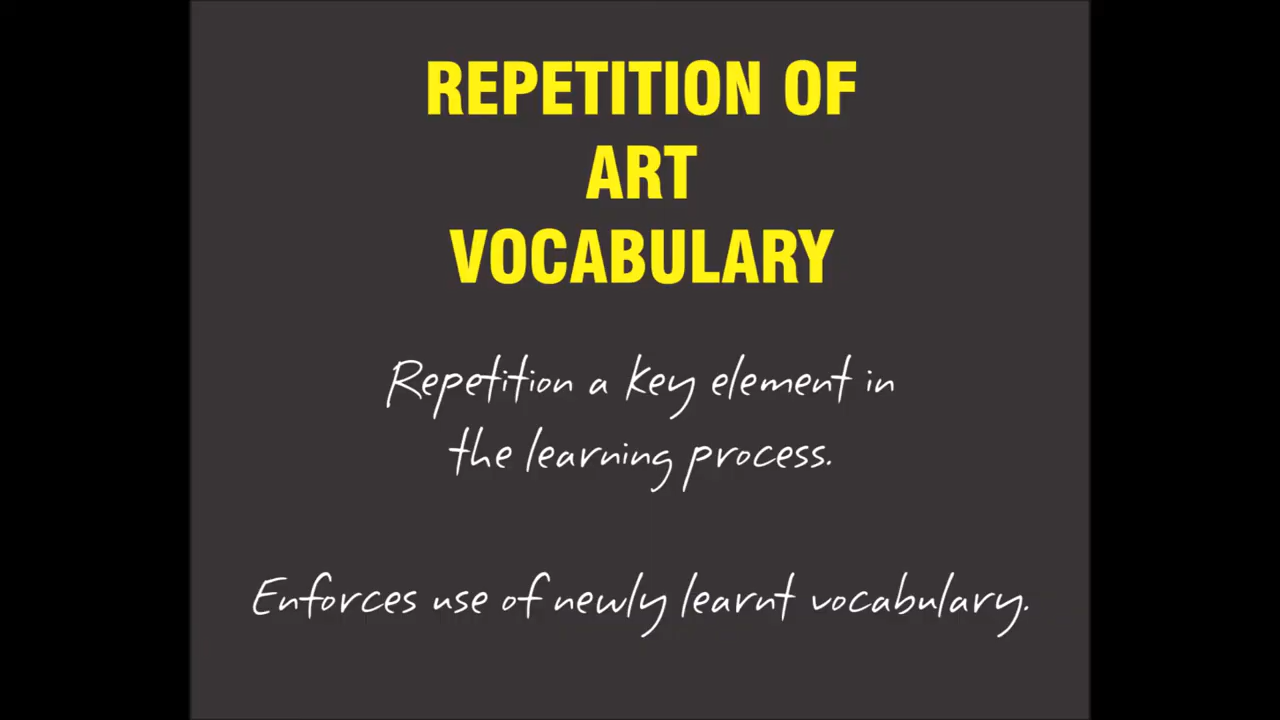 REPETITION OF
ART
VOCABULARY
Repetition a key element in
the learning process.
Enforces use of newly learnt vocabulary.